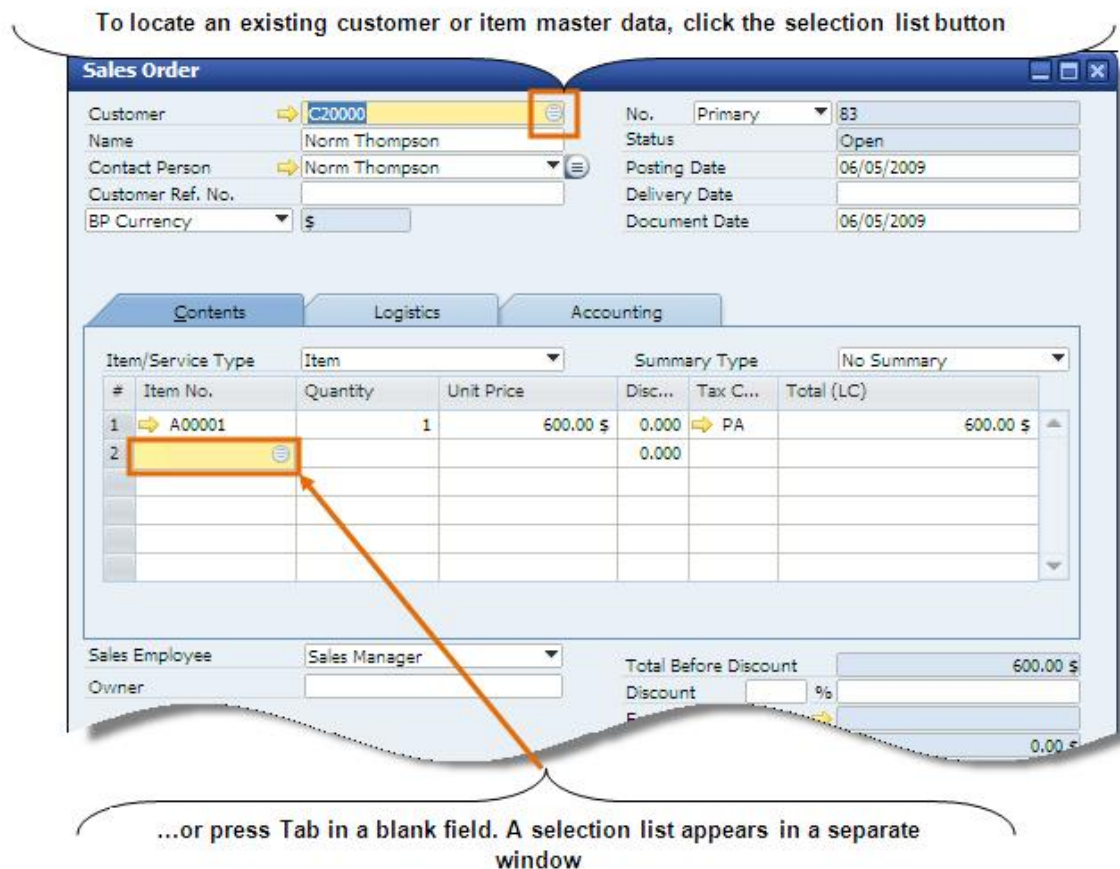 To locate an existing customer or item master data, click the selection list button
Sales Order
Customer C20000 No. Primary 83
Name Norm Thompson Status Open
Contact Person Norm Thompson Posting Date 06/05/2009
Customer Ref. No. Delivery Date
BP Currency $ Document Date 06/05/2009
Contents Logistics Accounting
Item/Service Type Item Summary Type No Summary
# Item No. Quantity Unit Price Disc... Tax C... Total (LC)
1 A00001 1 600.00 $ 0.000 PA 600.00 $
2 0.000
Sales Employee Sales Manager Total Before Discount 600.00 $
Owner Discount %
0.00 $
...or press Tab in a blank field. A selection list appears in a separate
window